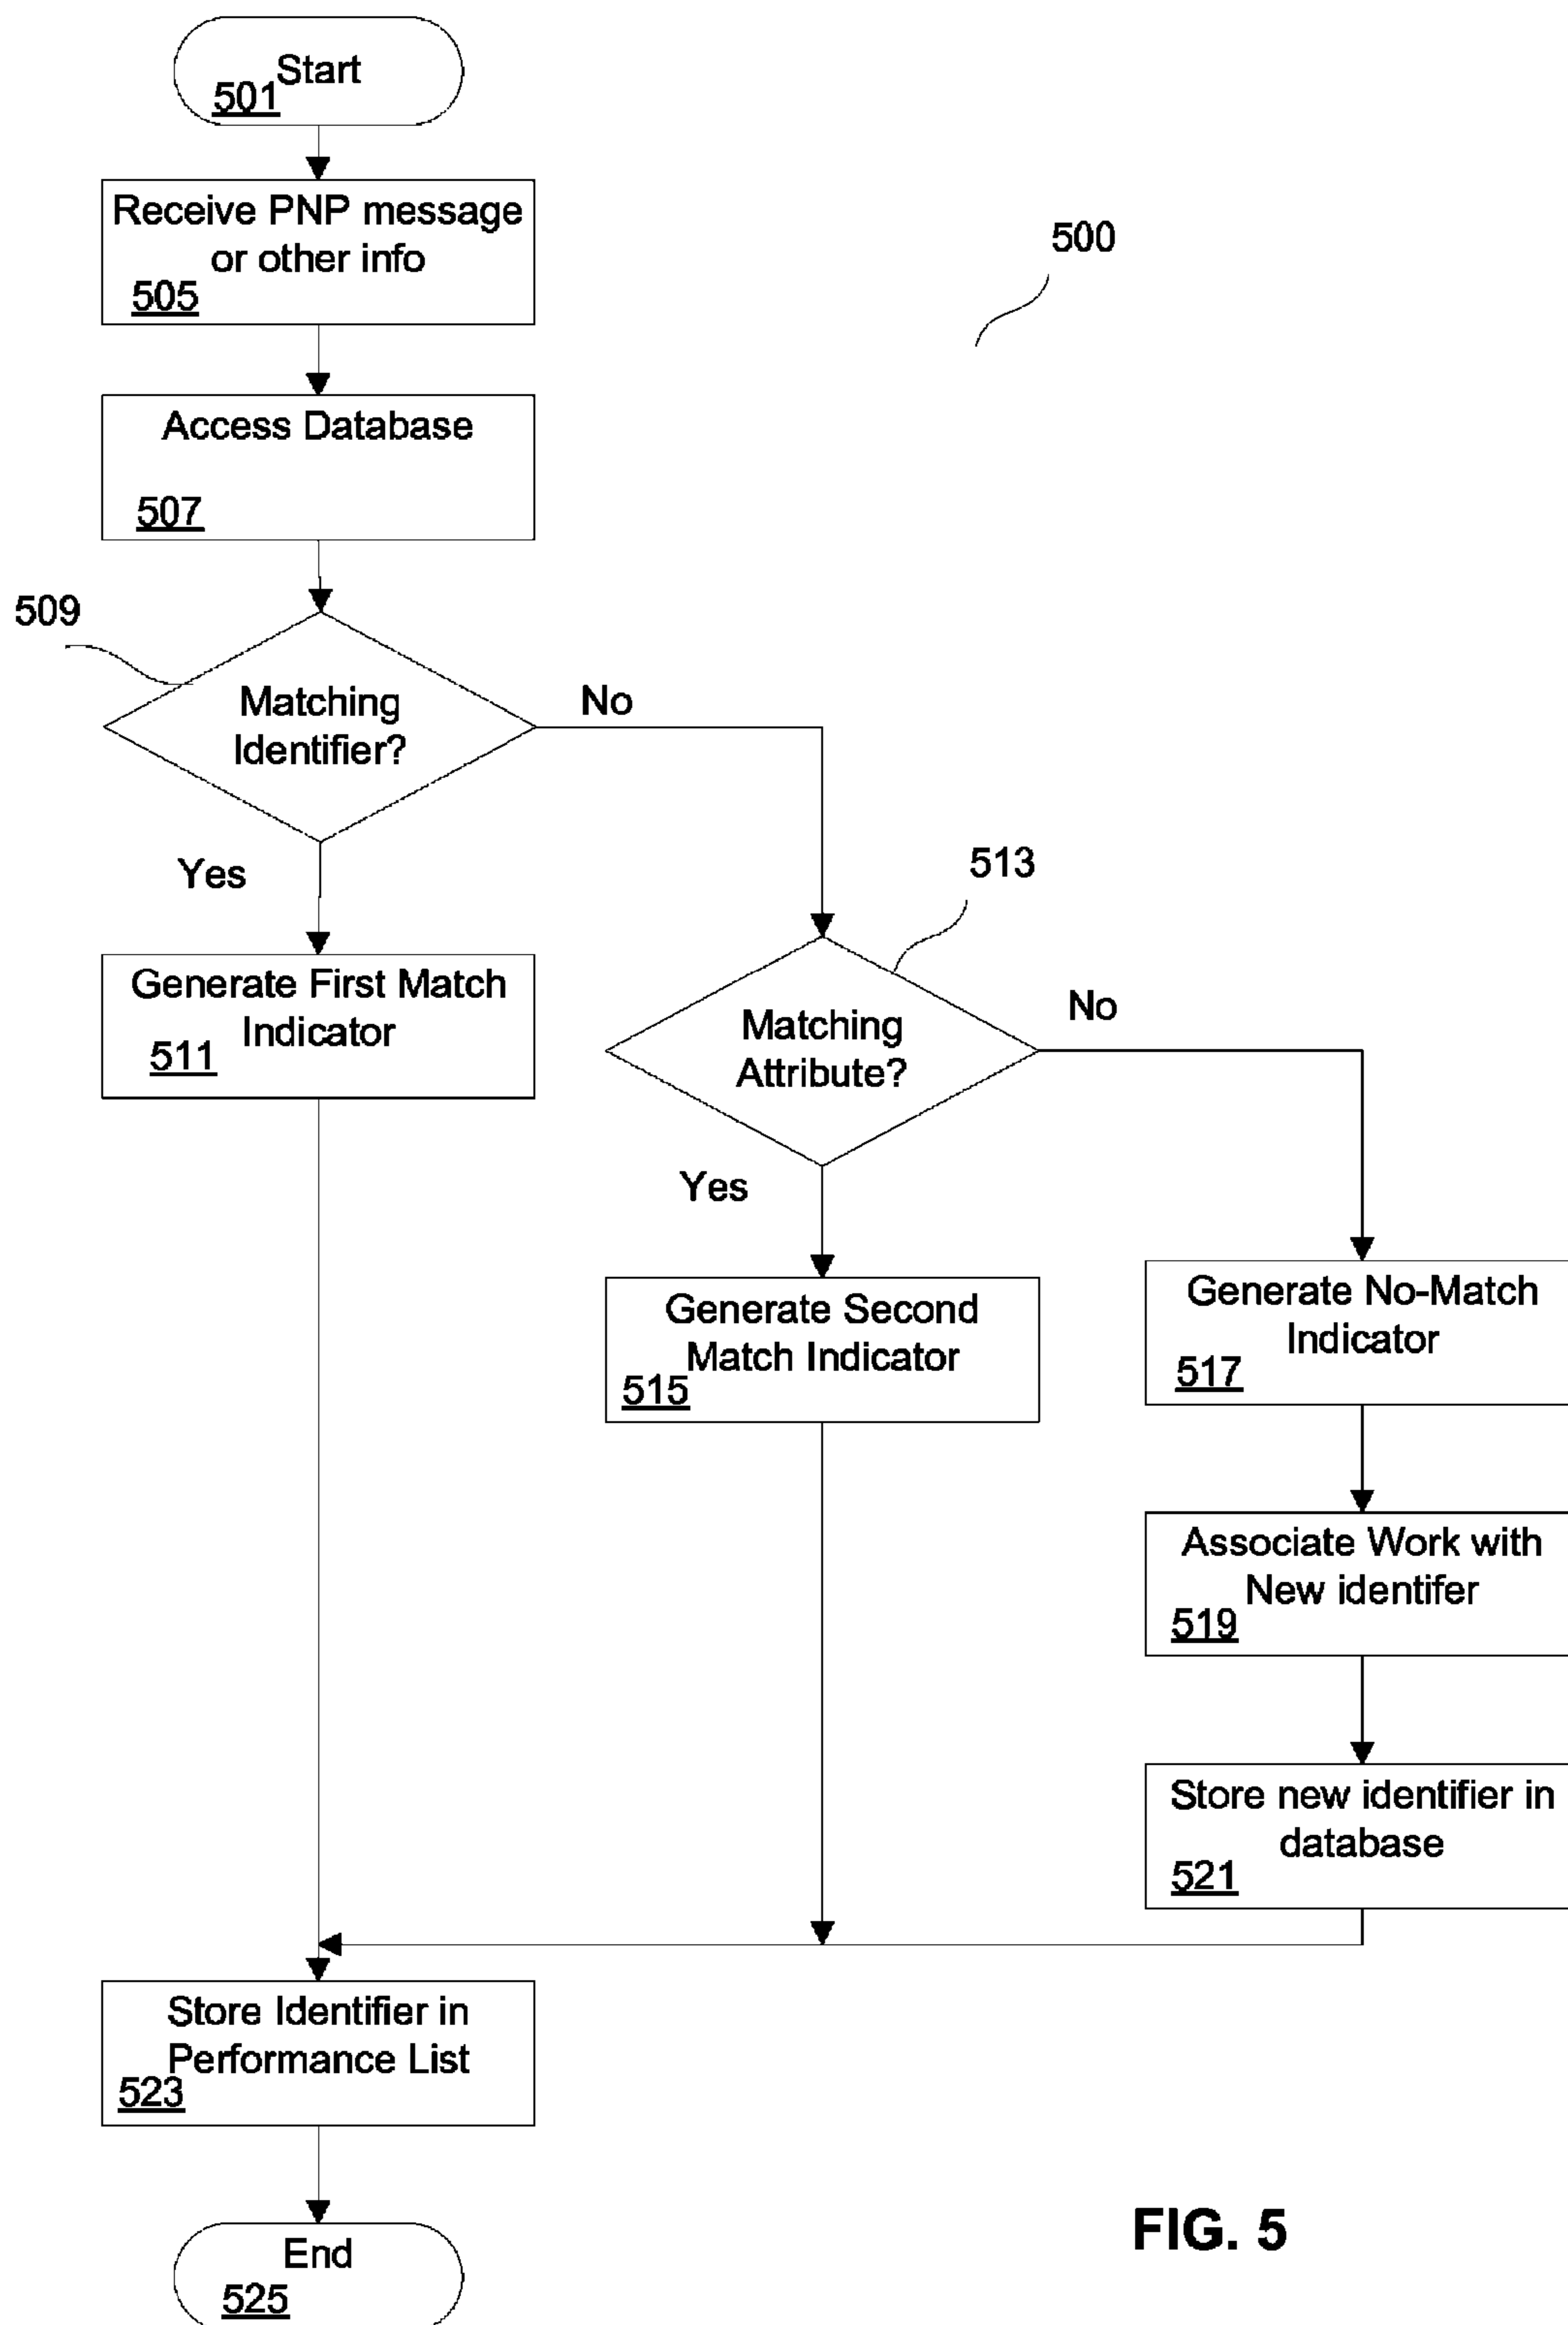 Start
501
Receive PNP message
or other info
505
500
Access Database
507
509
Matching
Identifier?
No
Yes
513
Generate First Match
Indicator
511
Matching
Attribute?
No
Yes
Generate Second
Match Indicator
515
Generate No-Match
Indicator
517
Associate Work with
New identifer
519
Store new identifier in
database
521
Store Identifier in
Performance List
523
End
525
FIG. 5